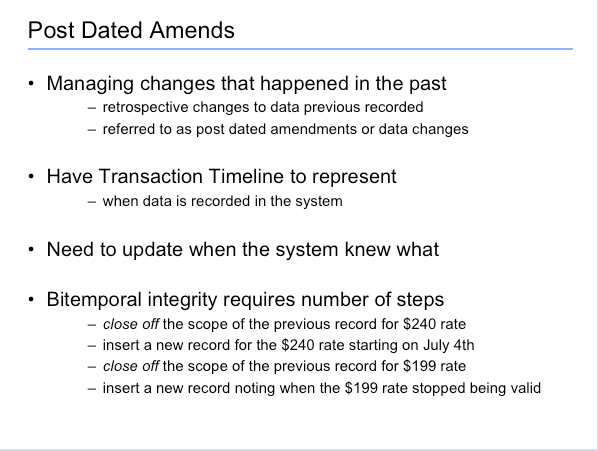 Post Dated Amends
• Managing changes that happened in the past
– retrospective changes to data previous recorded
– referred to as post dated amendments or data changes
• Have Transaction Timeline to represent
– when data is recorded in the system
• Need to update when the system knew what
• Bitemporal integrity requires number of steps
– close off the scope of the previous record for $240 rate
– insert a new record for the $240 rate starting on July 4th
– close off the scope of the previous record for $199 rate
– insert a new record noting when the $199 rate stopped being valid